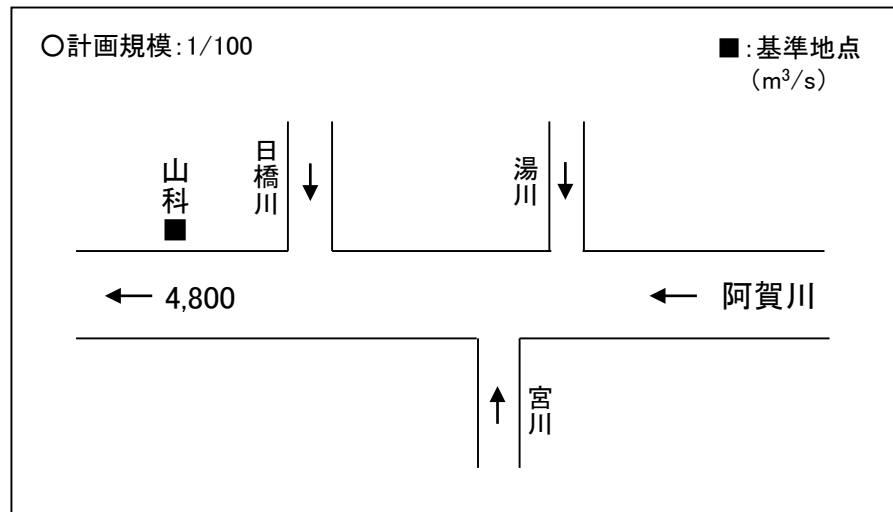 ○計画規模：1/100
■：基準地点
（m³/s）
日橋川
湯川
山科
■
← 4,800
← 阿賀川
宮川